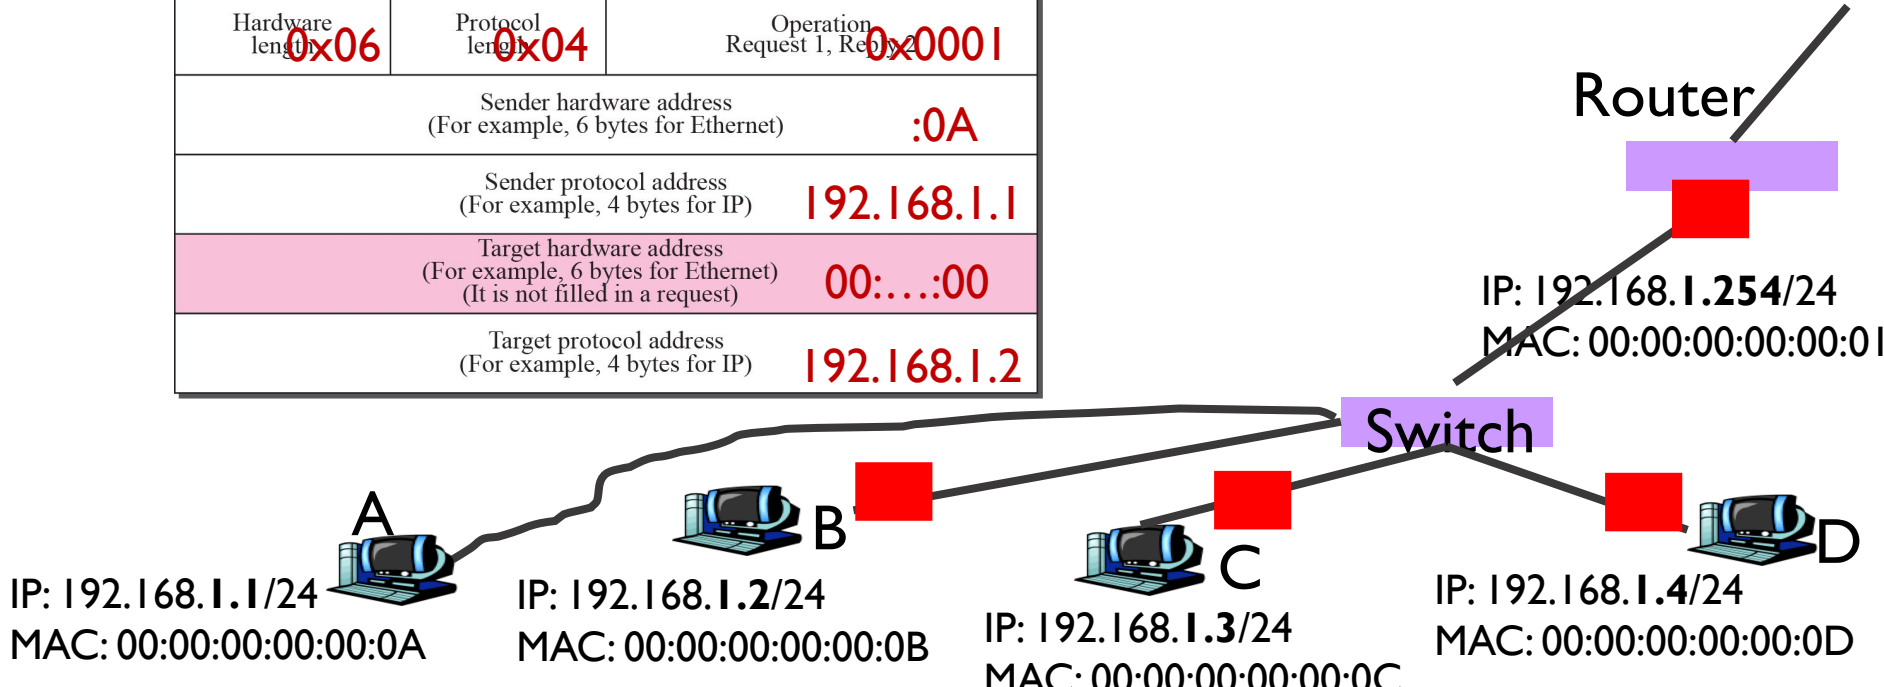 Hardware
length 0x06
Protocol
length 0x04
Operation
Request 1, Reply 2 0x0001
Sender hardware address
(For example, 6 bytes for Ethernet)
:0A
Sender protocol address
(For example, 4 bytes for IP)
192.168.1.1
Target hardware address
(For example, 6 bytes for Ethernet)
(It is not filled in a request)
00:...:00
Target protocol address
(For example, 4 bytes for IP)
192.168.1.2
Router
IP: 192.168.1.254/24
MAC: 00:00:00:00:00:01
Switch
A
IP: 192.168.1.1/24
MAC: 00:00:00:00:00:0A
B
IP: 192.168.1.2/24
MAC: 00:00:00:00:00:0B
C
IP: 192.168.1.3/24
MAC: 00:00:00:00:00:0C
D
IP: 192.168.1.4/24
MAC: 00:00:00:00:00:0D